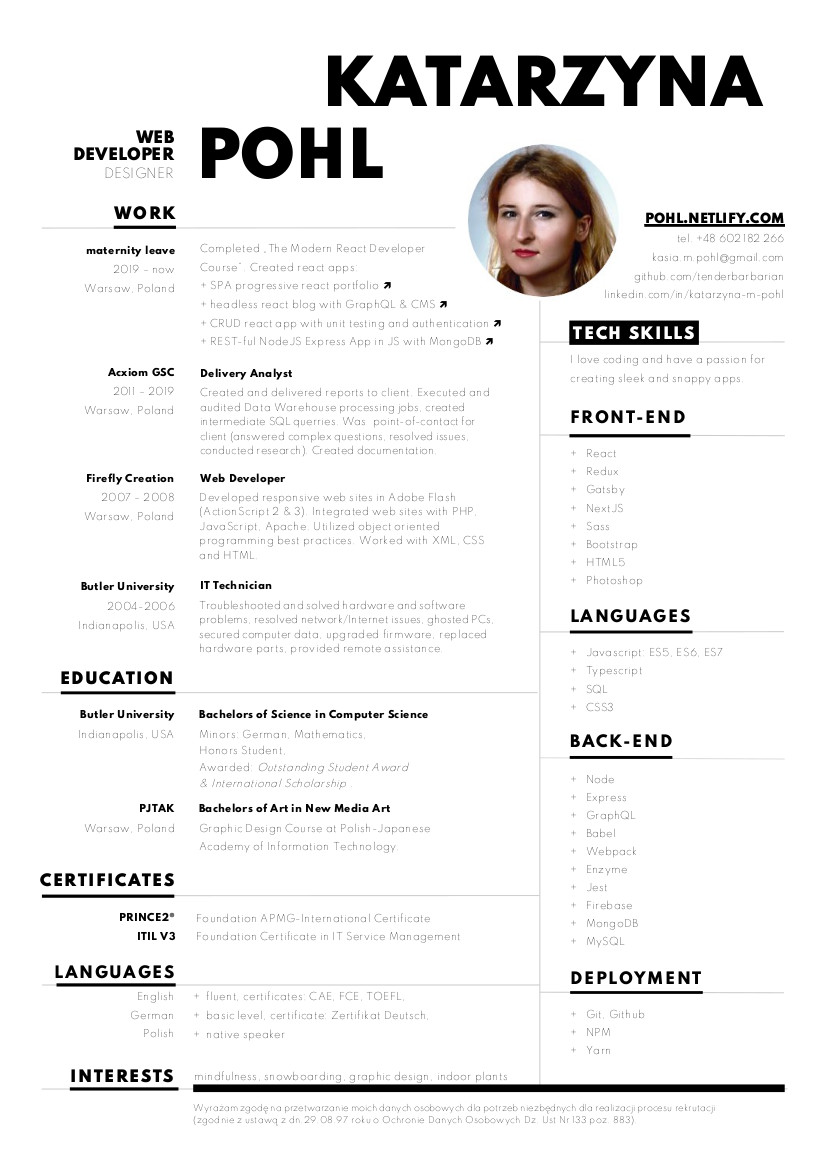 KATARZYNA
POHL
WEB
DEVELOPER
DESIGNER
POHL.NETLIFY.COM
tel. +48 602 182 266
kasia.m.pohl@gmail.com
github.com/tenderbarbarian
linkedin.com/in/katarzyna-m-pohl
WORK
maternity leave
2019 – now
Warsaw, Poland
Completed „The Modern React Developer
Course” Created react apps:
+ SPA progressive react portfolio ↗
+ headless react blog with GraphQL & CMS ↗
+ CRUD react app with unit testing and authentication ↗
+ REST-ful NodeJS Express App in JS with MongoDB ↗
Acxiom GSC
2011 – 2019
Warsaw, Poland
Delivery Analyst
Created and delivered reports to client. Executed and
audited Data Warehouse processing jobs, created
intermediate SQL querries. Was point-of-contact for
client (answered complex questions, resolved issues,
conducted research). Created documentation.
Firefly Creation
2007 – 2008
Warsaw, Poland
Web Developer
Developed responsive web sites in Adobe Flash
(ActionScript 2 & 3). Integrated web sites with PHP,
JavaScript, Apache. Utilized object oriented
programming best practices. Worked with XML, CSS
and HTML.
Butler University
2004-2006
Indianapolis, USA
IT Technician
Troubleshooted and solved hardware and software
problems, resolved network/Internet issues, ghosted PCs,
secured computer data, upgraded firmware, replaced
hardware parts, provided remote assistance.
EDUCATION
Butler University
Indianapolis, USA
Bachelors of Science in Computer Science
Minors: German, Mathematics,
Honors Student,
Awarded: Outstanding Student Award
& International Scholarship .
PJTAK
Warsaw, Poland
Bachelors of Art in New Media Art
Graphic Design Course at Polish-Japanese
Academy of Information Technology.
CERTIFICATES
PRINCE2® Foundation APMG-International Certificate
ITIL V3 Foundation Certificate in IT Service Management
LANGUAGES
English + fluent, certificates: CAE, FCE, TOEFL,
German + basic level, certificate: Zertifikat Deutsch,
Polish + native speaker
INTERESTS mindfulness, snowboarding, graphic design, indoor plants
TECH SKILLS
I love coding and have a passion for
creating sleek and snappy apps.
FRONT-END
+ React
+ Redux
+ Gatsby
+ NextJS
+ Sass
+ Bootstrap
+ HTML5
+ Photoshop
LANGUAGES
+ Javascript: ES5, ES6, ES7
+ Typescript
+ SQL
+ CSS3
BACK-END
+ Node
+ Express
+ GraphQL
+ Babel
+ Webpack
+ Enzyme
+ Jest
+ Firebase
+ MongoDB
+ MySQL
DEPLOYMENT
+ Git, Github
+ NPM
+ Yarn
Wyrażam zgodę na przetwarzanie moich danych osobowych dla potrzeb niezbędnych dla realizacji procesu rekrutacji
(zgodnie z ustawą z dn. 29.08.97 roku o Ochronie Danych Osobowych Dz. Ust Nr 133 poz. 883).